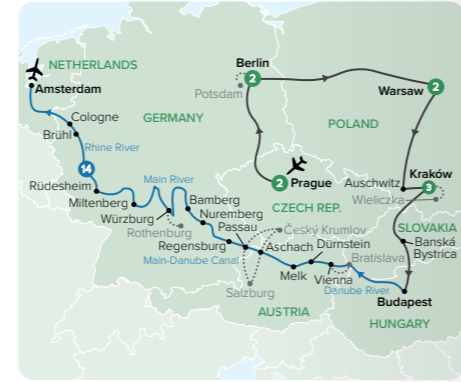 NETHERLANDS
Amsterdam
Berlin
2
Potsdam
Warsaw
2
Cologne
Brühl
GERMANY
POLAND
Rhine River
14
Prague
2
Auschwitz
Kraków
3
Wieliczka
Rüdesheim
Main River
Miltenberg
Bamberg
CZECH REP.
Würzburg
Nuremberg
Rothenburg
Passau
Český Krumlov
SLOVAKIA
Regensburg
Aschach
Dürnstein
Banská
Bystrica
Main-Danube Canal
Melk
Vienna
Bratislava
Salzburg
Danube River
Budapest
AUSTRIA
HUNGARY